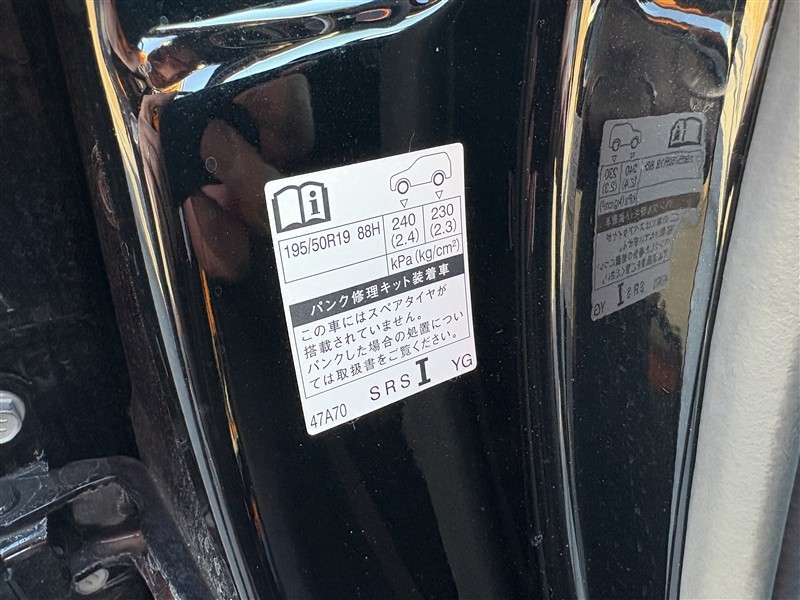 195/50R19 88H
240
(2.4)
230
(2.3)
kPa(kg/cm²)
パンク修理キット装着車
この車にはスペアタイヤが
搭載されていません。
パンクした場合の処置につい
ては取扱書をご覧ください。
47A70 SRS I YG